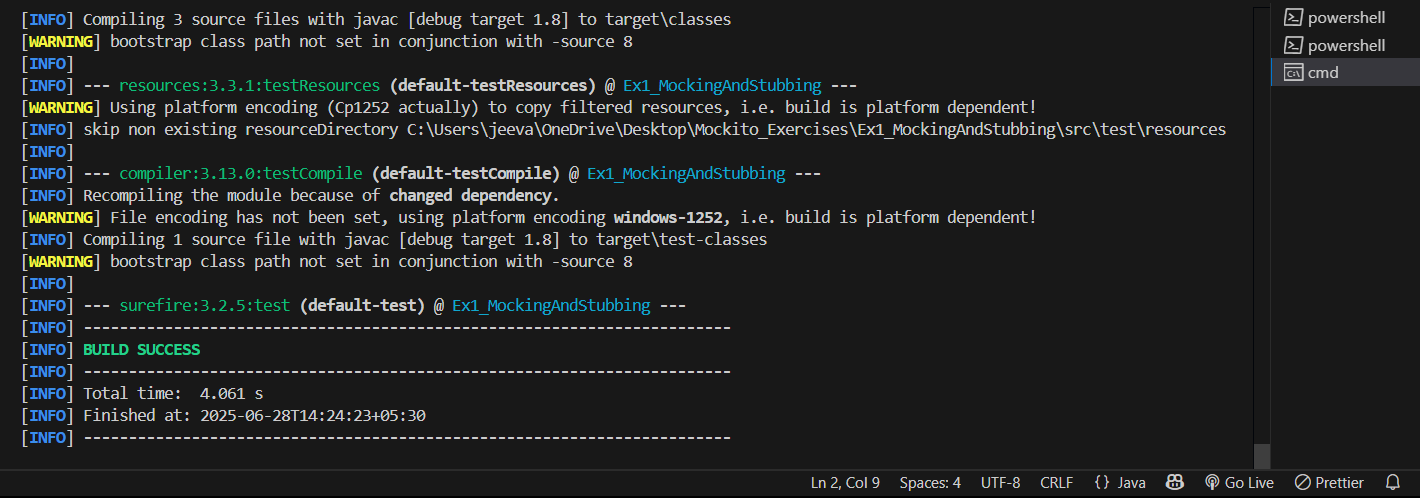 [INFO] Compiling 3 source files with javac [debug target 1.8] to target\classes
[WARNING] bootstrap class path not set in conjunction with -source 8
[INFO]
[INFO] --- resources:3.3.1:testResources (default-testResources) @ Ex1_MockingAndStubbing ---
[WARNING] Using platform encoding (Cp1252 actually) to copy filtered resources, i.e. build is platform dependent!
[INFO] skip non existing resourceDirectory C:\Users\jeeva\OneDrive\Desktop\Mockito_Exercises\Ex1_MockingAndStubbing\src\test\resources
[INFO]
[INFO] --- compiler:3.13.0:testCompile (default-testCompile) @ Ex1_MockingAndStubbing ---
[INFO] Recompiling the module because of changed dependency.
[WARNING] File encoding has not been set, using platform encoding windows-1252, i.e. build is platform dependent!
[INFO] Compiling 1 source file with javac [debug target 1.8] to target\test-classes
[WARNING] bootstrap class path not set in conjunction with -source 8
[INFO]
[INFO] --- surefire:3.2.5:test (default-test) @ Ex1_MockingAndStubbing ---
[INFO] ------------------------------------------------------------------------
[INFO] BUILD SUCCESS
[INFO] ------------------------------------------------------------------------
[INFO] Total time:  4.061 s
[INFO] Finished at: 2025-06-28T14:24:23+05:30
[INFO] ------------------------------------------------------------------------
powershell
powershell
cmd
Ln 2, Col 9 Spaces: 4 UTF-8 CRLF {} Java Go Live Prettier